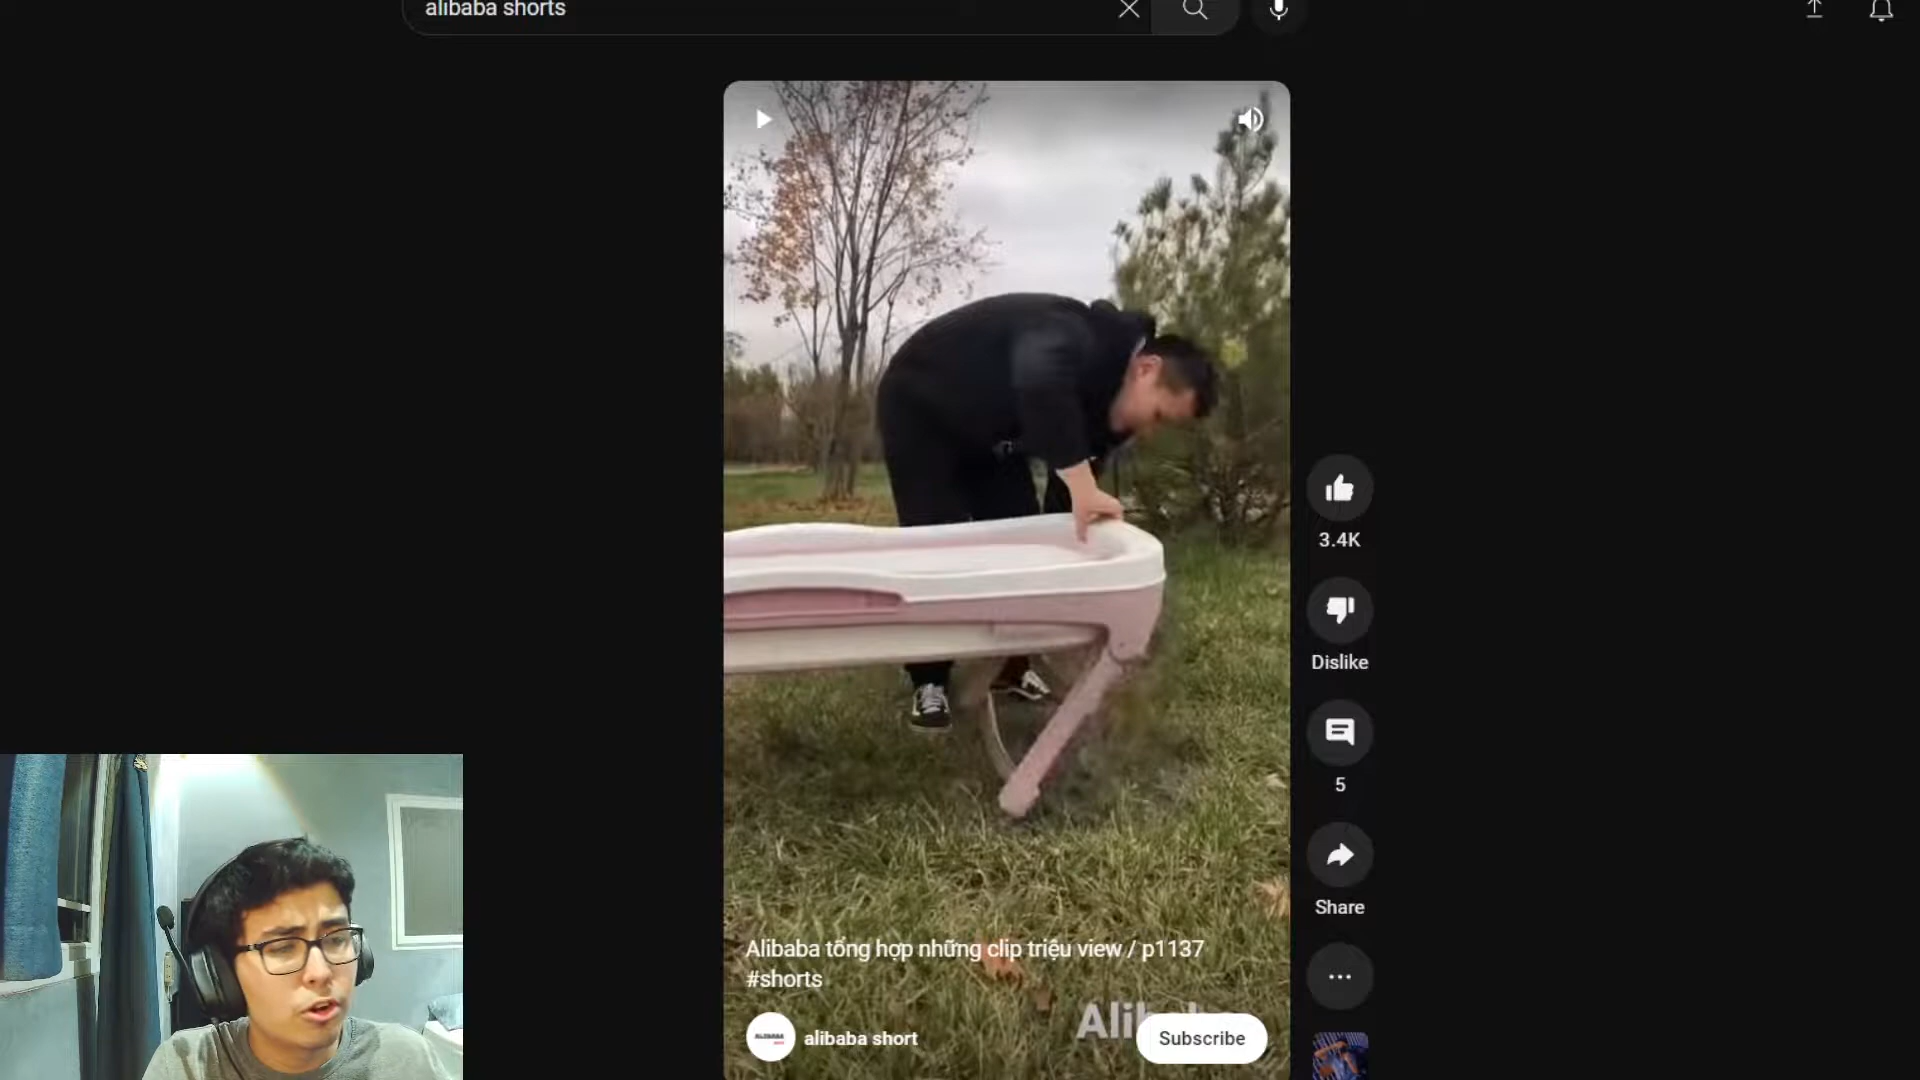 alibaba shorts
3.4K
Dislike
5
Share
Alibaba tổng hợp những clip triệu view / p1137
#shorts
alibaba short
Subscribe